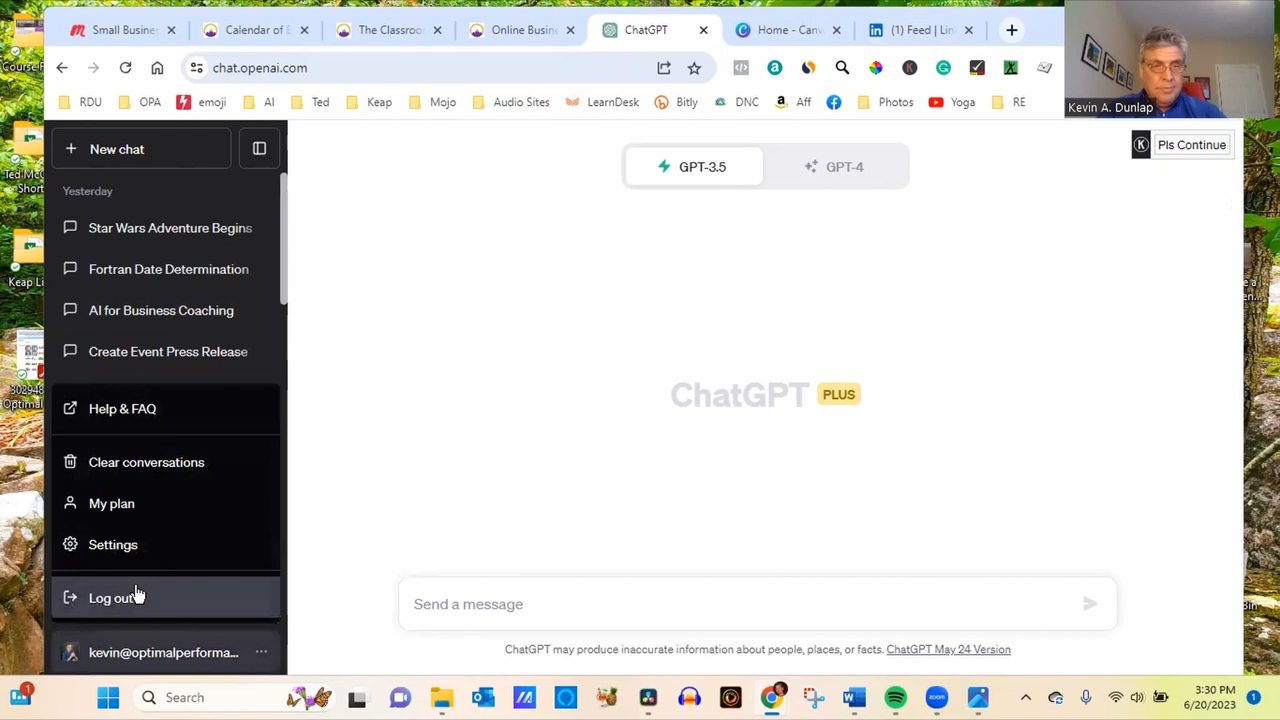 Small Busine
Calendar of E
The Classroo
Online Busin
ChatGPT
Home - Canv
(1) Feed | Lin
chat.openai.com
RDU
OPA
emoji
AI
Ted
Keap
Mojo
Audio Sites
LearnDesk
Bitly
DNC
Aff
Photos
Yoga
RE
Kevin A. Dunlap
New chat
Yesterday
Star Wars Adventure Begins
Fortran Date Determination
AI for Business Coaching
Create Event Press Release
Help & FAQ
Clear conversations
My plan
Settings
Log out
kevin@optimalperforma...
GPT-3.5
GPT-4
Pls Continue
ChatGPT PLUS
Send a message
ChatGPT may produce inaccurate information about people, places, or facts. ChatGPT May 24 Version
Course
Keap Li
Optimal
Search
3:30 PM
6/20/2023